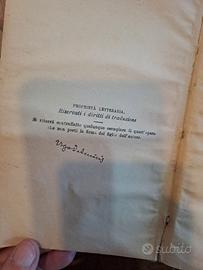 PROPRIETÀ LETTERARIA
Riservati i diritti di traduzione
Si riterrà contraffatto qualunque esemplare di quest'opera
che non porti la firma del figlio dell'autore.
subito